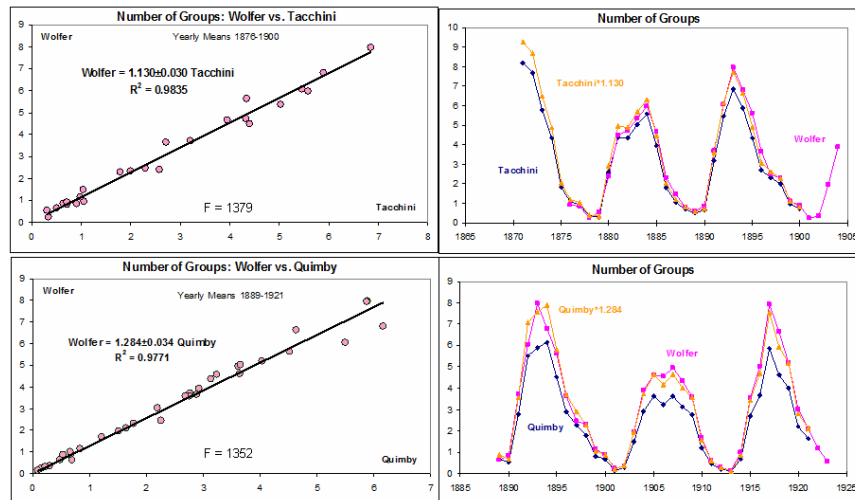 Number of Groups: Wolfer vs. Tacchini
Wolfer
Yearly Means 1876-1900
Wolfer = 1.130±0.030 Tacchini
R² = 0.9835
F = 1379
Tacchini
9
8
7
6
5
4
3
2
1
0
0 1 2 3 4 5 6 7 8
Number of Groups
Tacchini*1.130
Wolfer
Tacchini
10
9
8
7
6
5
4
3
2
1
0
1865 1870 1875 1880 1885 1890 1895 1900 1905
Number of Groups: Wolfer vs. Quimby
Wolfer
Yearly Means 1889-1921
Wolfer = 1.284±0.034 Quimby
R² = 0.9771
F = 1352
Quimby
9
8
7
6
5
4
3
2
1
0
0 1 2 3 4 5 6 7
Number of Groups
Quimby*1.284
Wolfer
Quimby
10
9
8
7
6
5
4
3
2
1
0
1885 1890 1895 1900 1905 1910 1915 1920 1925